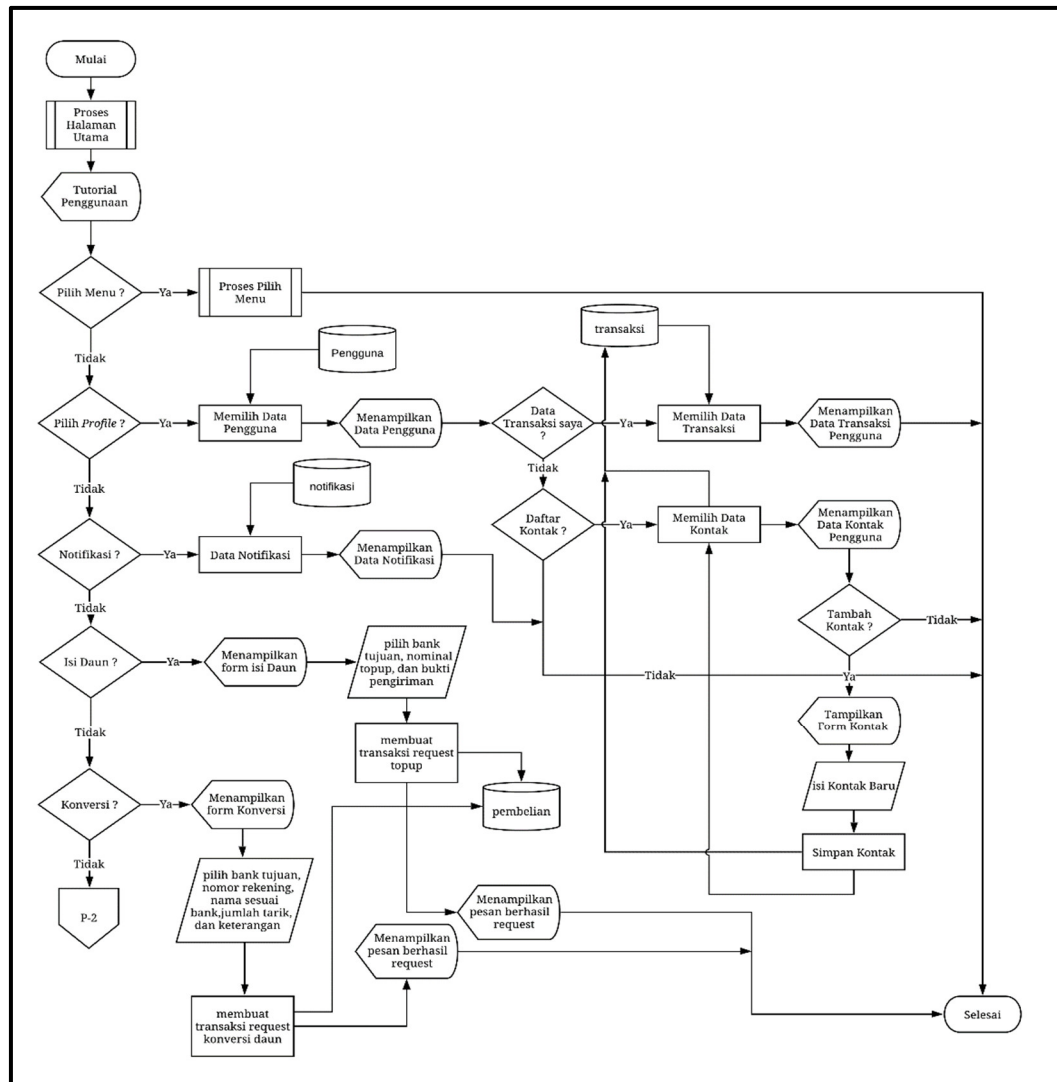 Mulai
Proses
Halaman
Utama
Tutorial
Penggunaan
Pilih Menu ?
Ya
Proses Pilih
Menu
Tidak
transaksi
Pengguna
Pilih Profile ?
Ya
Memilih Data
Pengguna
Menampilkan
Data Pengguna
Data
Transaksi saya
?
Ya
Memilih Data
Transaksi
Menampilkan
Data Transaksi
Pengguna
Tidak
Tidak
notifikasi
Daftar
Kontak ?
Ya
Memilih Data
Kontak
Menampilkan
Data Kontak
Pengguna
Notifikasi ?
Ya
Data Notifikasi
Menampilkan
Data Notifikasi
Tidak
Tambah
Kontak ?
Tidak
Isi Daun ?
Ya
Menampilkan
form isi Daun
pilih bank
tujuan, nominal
topup, dan bukti
pengiriman
Tidak
Ya
Tidak
Tampilkan
Form Kontak
membuat
transaksi request
topup
isi Kontak Baru
Konversi ?
Ya
Menampilkan
form Konversi
pembelian
Simpan Kontak
Tidak
P-2
pilih bank tujuan,
nomor rekening,
nama sesuai
bank,jumlah tarik,
dan keterangan
Menampilkan
pesan berhasil
request
Menampilkan
pesan berhasil
request
membuat
transaksi request
konversi daun
Selesai